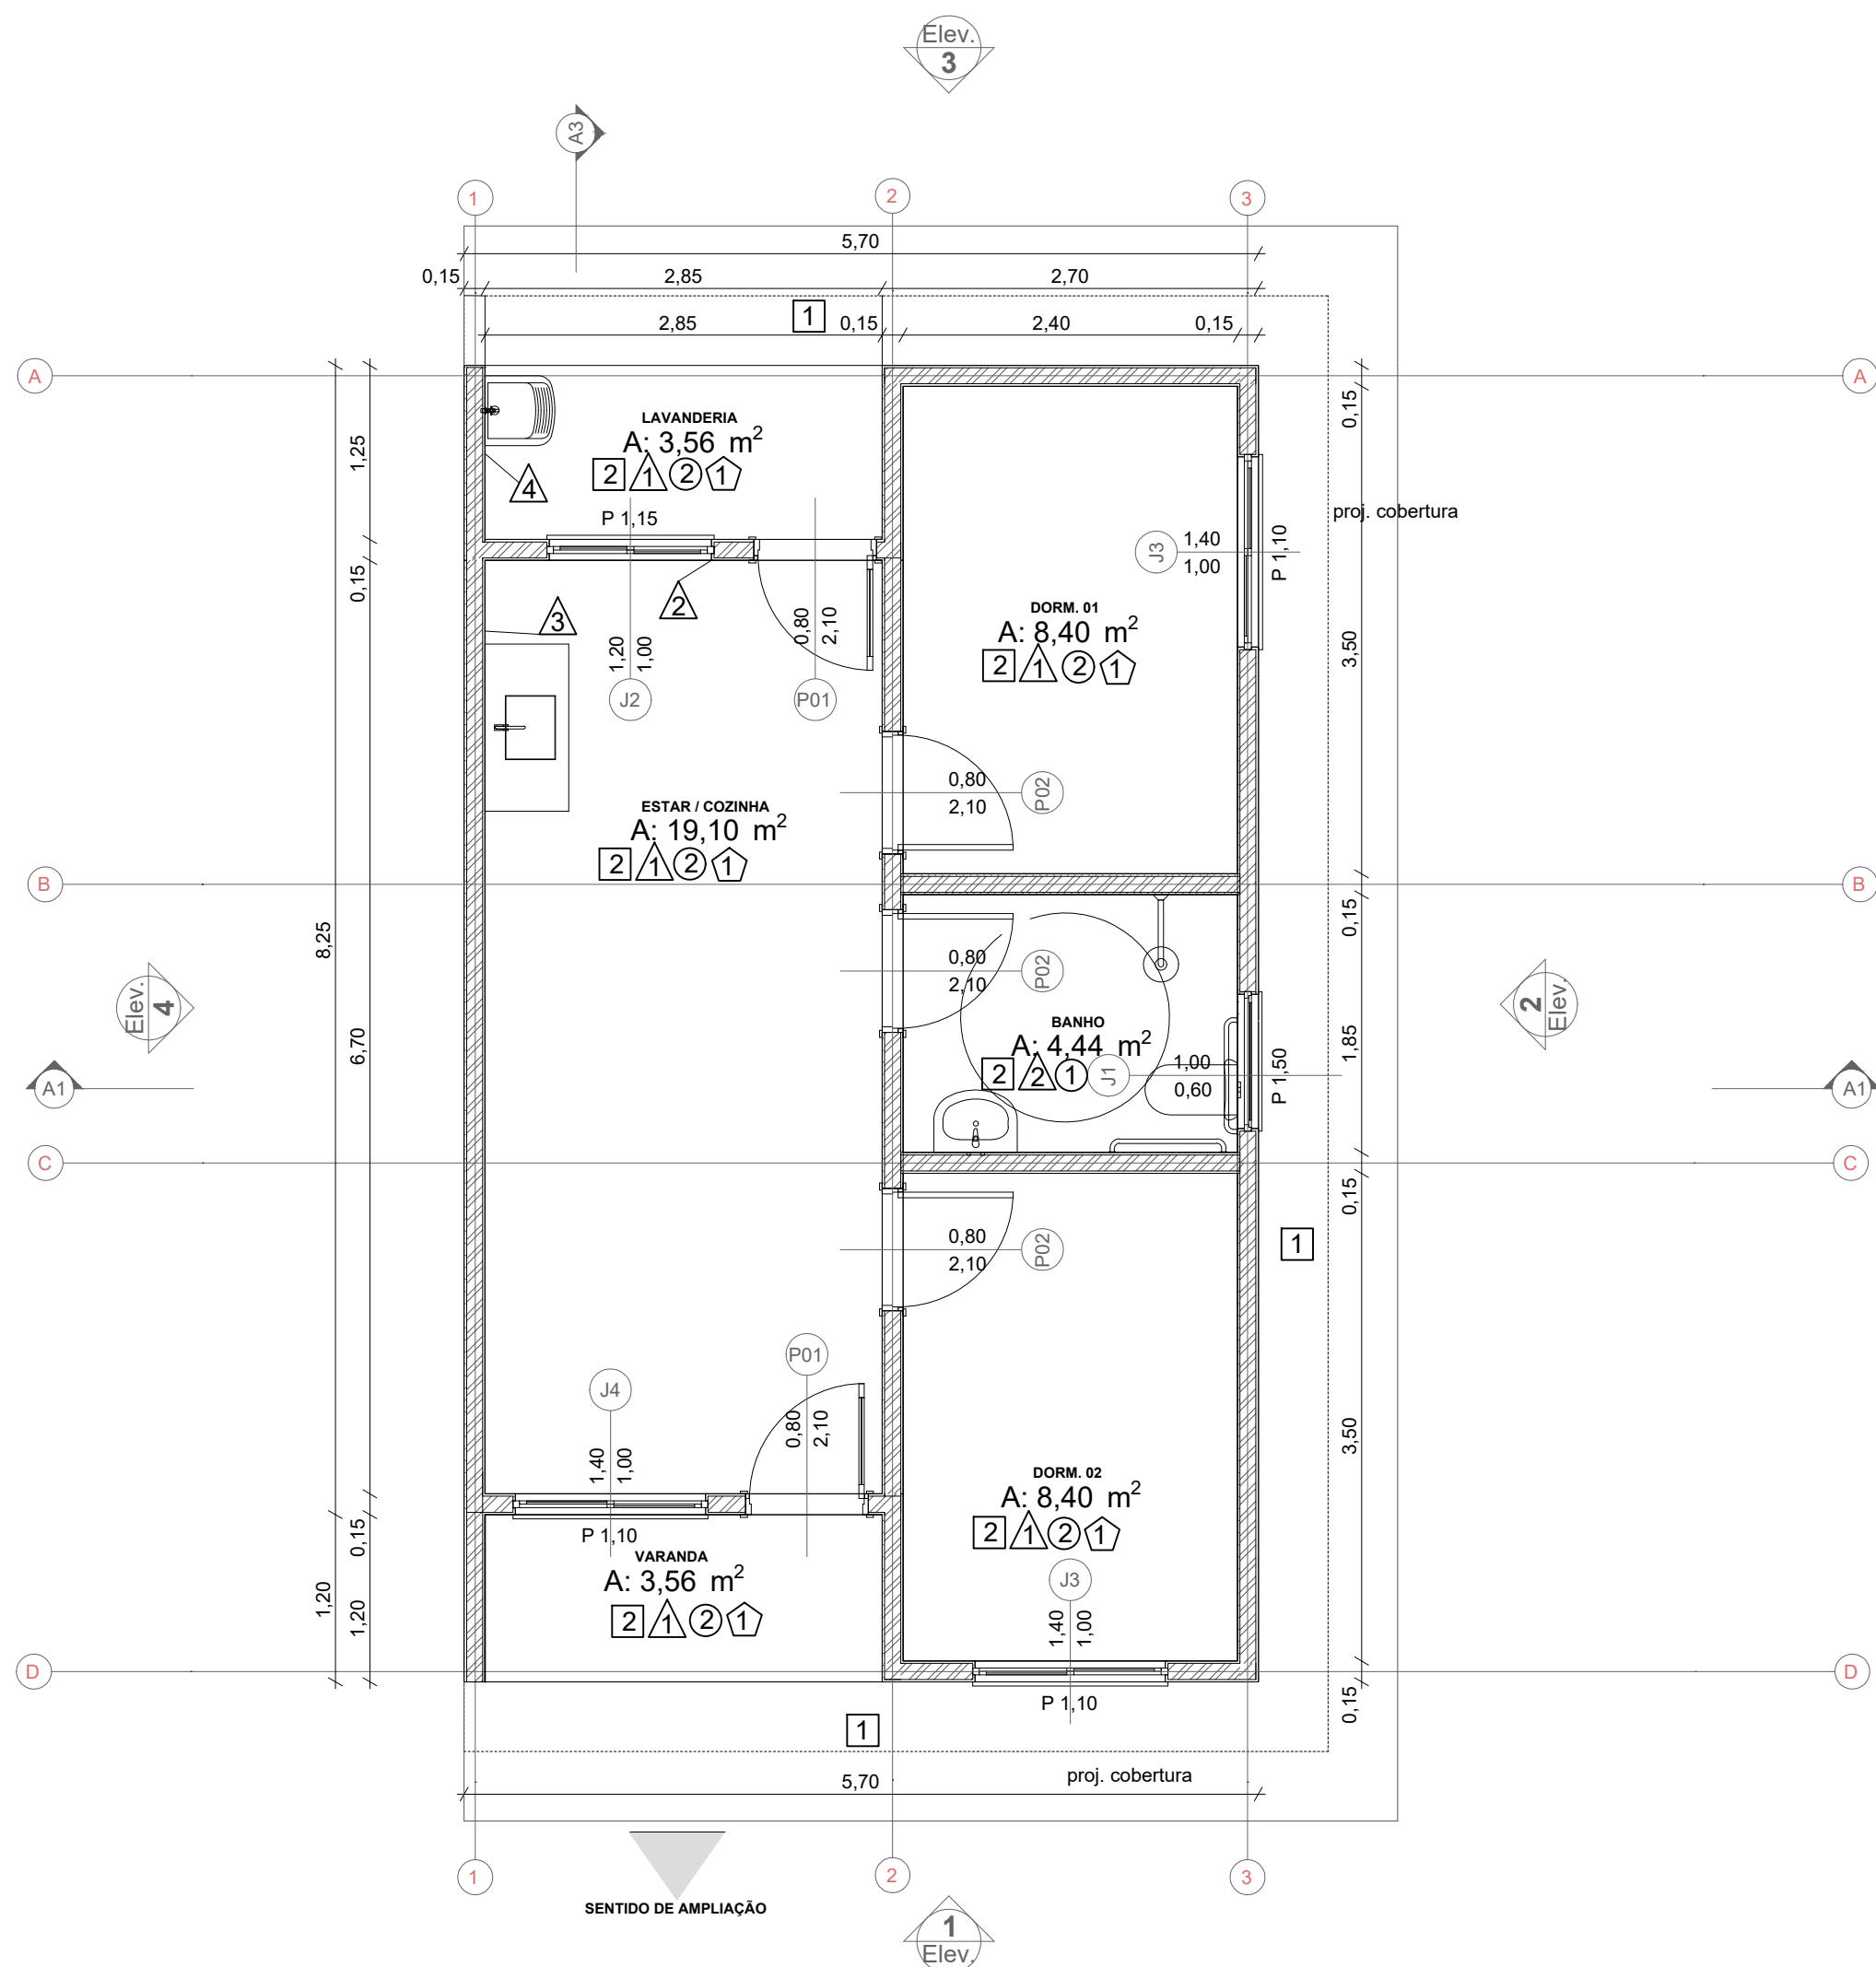 Elev.
3
A3
1
2
3
5,70
0,15
2,85
2,70
1
2,85
0,15
2,40
0,15
A
A
LAVANDERIA
A: 3,56 m²
2 1 2 1
4
P 1,15
1,25
0,15
0,15
proj. cobertura
J3
1,40
1,00
P 1,10
3
2
0,80
2,10
1,20
1,00
J2
P01
DORM. 01
A: 8,40 m²
2 1 2 1
3,50
0,80
2,10
P02
ESTAR / COZINHA
A: 19,10 m²
2 1 2 1
B
B
8,25
0,15
0,80
2,10
P02
Elev.
4
2
Elev.
6,70
BANHO
A: 4,44 m²
2 2 1
J1
1,00
0,60
P 1,50
1,85
A1
A1
C
C
0,15
0,80
2,10
P02
1
P01
J4
0,80
2,10
1,40
1,00
3,50
DORM. 02
A: 8,40 m²
2 1 2 1
P 1,10
0,15
VARANDA
A: 3,56 m²
2 1 2 1
J3
1,40
1,00
1,20
1,20
D
D
P 1,10
0,15
1
proj. cobertura
5,70
1
2
3
SENTIDO DE AMPLIAÇÃO
1
Elev.